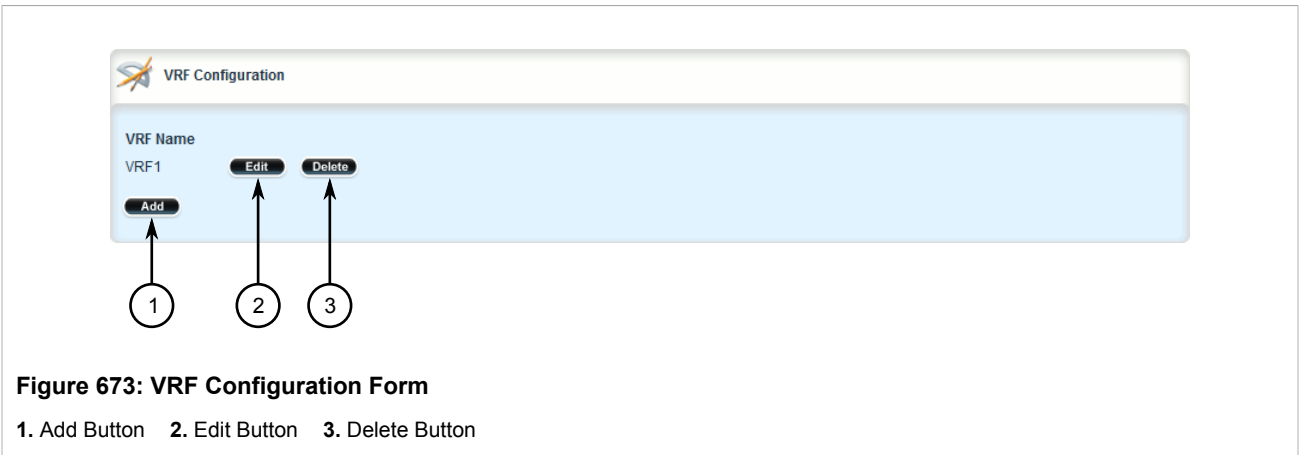 VRF Configuration
VRF Name
VRF1 Edit Delete
Add
1 2 3
Figure 673: VRF Configuration Form
1. Add Button 2. Edit Button 3. Delete Button